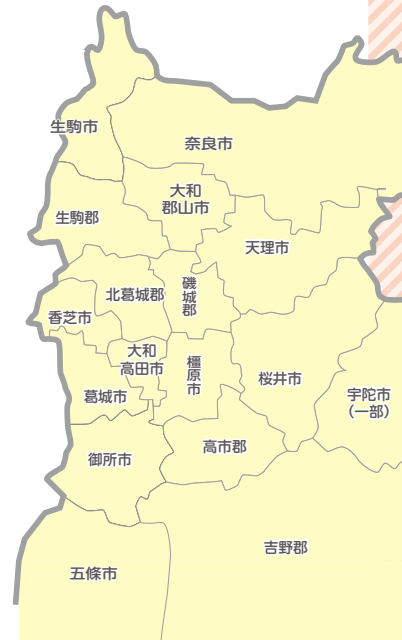 生駒市
奈良市
大和
郡山市
生駒郡
天理市
北葛城郡
磯城郡
香芝市
大和
高田市
橿原市
桜井市
葛城市
宇陀市
（一部）
高市郡
御所市
吉野郡
五條市